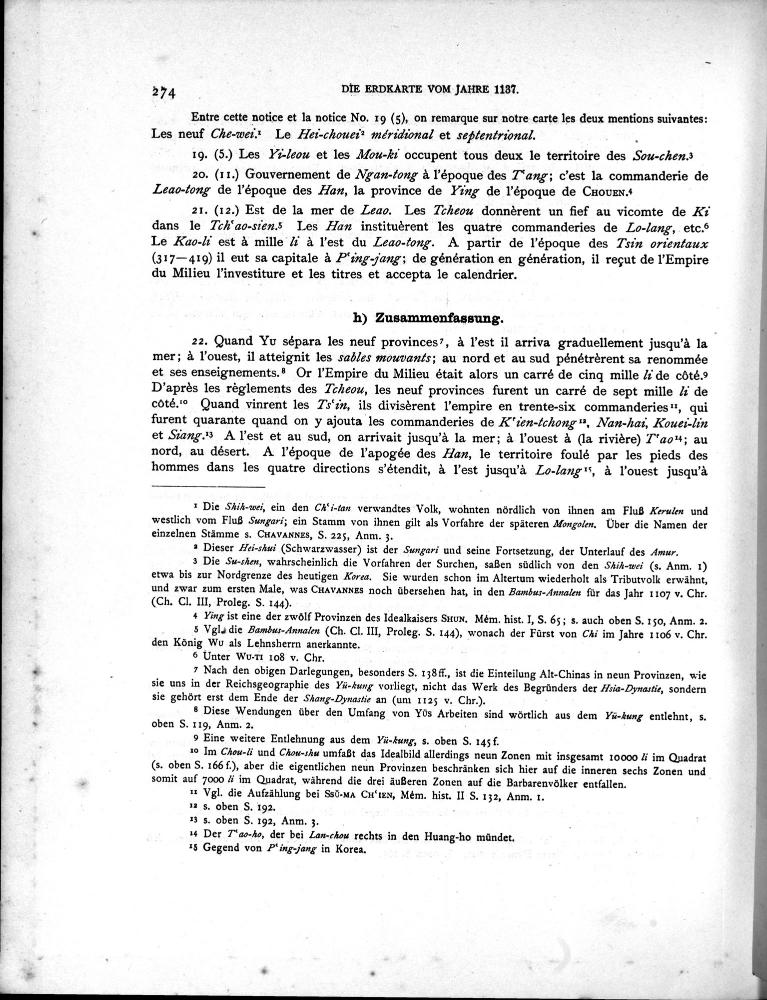 274 DIE ERDKARTE VOM JAHRE 1137.
Entre cette notice et la notice No. 19 (5), on remarque sur notre carte les deux mentions suivantes:
Les neuf Che-wei.¹ Le Hei-chouei² méridional et septentrional.
19. (5.) Les Yi-leou et les Mou-ki occupent tous deux le territoire des Sou-chen.³
20. (11.) Gouvernement de Ngan-tong à l'époque des T'ang; c'est la commanderie de
Leao-tong de l'époque des Han, la province de Ying de l'époque de CHOUEN.⁴
21. (12.) Est de la mer de Leao. Les Tcheou donnèrent un fief au vicomte de Ki
dans le Tch'ao-sien.⁵ Les Han instituèrent les quatre commanderies de Lo-lang, etc.⁶
Le Kao-li est à mille li à l'est du Leao-tong. A partir de l'époque des Tsin orientaux
(317—419) il eut sa capitale à P'ing-jang; de génération en génération, il reçut de l'Empire
du Milieu l'investiture et les titres et accepta le calendrier.
h) Zusammenfassung.
22. Quand YU sépara les neuf provinces⁷, à l'est il arriva graduellement jusqu'à la
mer; à l'ouest, il atteignit les sables mouvants; au nord et au sud pénétrèrent sa renommée
et ses enseignements.⁸ Or l'Empire du Milieu était alors un carré de cinq mille li de côté.⁹
D'après les règlements des Tcheou, les neuf provinces furent un carré de sept mille li de
côté.¹⁰ Quand vinrent les Ts'in, ils divisèrent l'empire en trente-six commanderies¹¹, qui
furent quarante quand on y ajouta les commanderies de K'ien-tchong¹², Nan-hai, Kouei-lin
et Siang.¹³ A l'est et au sud, on arrivait jusqu'à la mer; à l'ouest à (la rivière) T'ao¹⁴; au
nord, au désert. A l'époque de l'apogée des Han, le territoire foulé par les pieds des
hommes dans les quatre directions s'étendit, à l'est jusqu'à Lo-lang¹⁵, à l'ouest jusqu'à
¹ Die Shih-wei, ein den Ch'i-tan verwandtes Volk, wohnten nördlich von ihnen am Fluß Kerulen und
westlich vom Fluß Sungari; ein Stamm von ihnen gilt als Vorfahre der späteren Mongolen. Über die Namen der
einzelnen Stämme s. CHAVANNES, S. 225, Anm. 3.
² Dieser Hei-shui (Schwarzwasser) ist der Sungari und seine Fortsetzung, der Unterlauf des Amur.
³ Die Su-shen, wahrscheinlich die Vorfahren der Surchen, saßen südlich von den Shih-wei (s. Anm. 1)
etwa bis zur Nordgrenze des heutigen Korea. Sie wurden schon im Altertum wiederholt als Tributvolk erwähnt,
und zwar zum ersten Male, was CHAVANNES noch übersehen hat, in den Bambus-Annalen für das Jahr 1107 v. Chr.
(Ch. Cl. III, Proleg. S. 144).
⁴ Ying ist eine der zwölf Provinzen des Idealkaisers SHUN. Mém. hist. I, S. 65; s. auch oben S. 150, Anm. 2.
⁵ Vgl. die Bambus-Annalen (Ch. Cl. III, Proleg. S. 144), wonach der Fürst von Chi im Jahre 1106 v. Chr.
den König WU als Lehnsherrn anerkannte.
⁶ Unter WU-TI 108 v. Chr.
⁷ Nach den obigen Darlegungen, besonders S. 138 ff., ist die Einteilung Alt-Chinas in neun Provinzen, wie
sie uns in der Reichsgeographie des Yü-kung vorliegt, nicht das Werk des Begründers der Hsia-Dynastie, sondern
sie gehört erst dem Ende der Shang-Dynastie an (um 1125 v. Chr.).
⁸ Diese Wendungen über den Umfang von YÜs Arbeiten sind wörtlich aus dem Yü-kung entlehnt, s.
oben S. 119, Anm. 2.
⁹ Eine weitere Entlehnung aus dem Yü-kung, s. oben S. 145 f.
¹⁰ Im Chou-li und Chou-shu umfaßt das Idealbild allerdings neun Zonen mit insgesamt 10000 li im Quadrat
(s. oben S. 166 f.), aber die eigentlichen neun Provinzen beschränken sich hier auf die inneren sechs Zonen und
somit auf 7000 li im Quadrat, während die drei äußeren Zonen auf die Barbarenvölker entfallen.
¹¹ Vgl. die Aufzählung bei SSÜ-MA CH'IEN, Mém. hist. II S. 132, Anm. 1.
¹² s. oben S. 192.
¹³ s. oben S. 192, Anm. 3.
¹⁴ Der T'ao-ho, der bei Lan-chou rechts in den Huang-ho mündet.
¹⁵ Gegend von P'ing-jang in Korea.